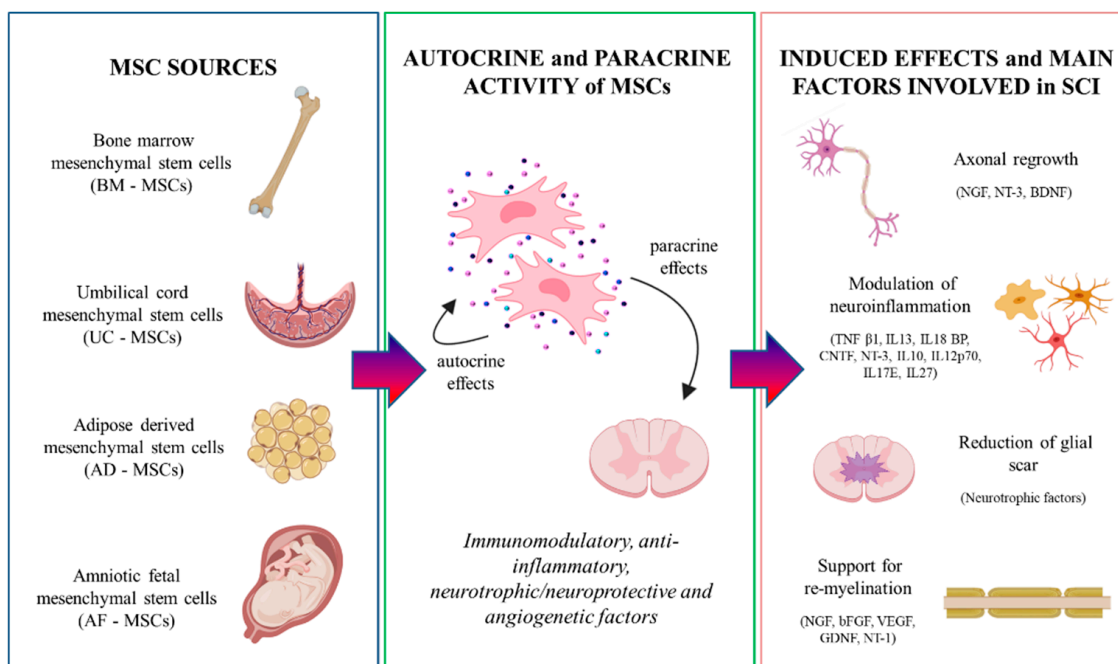 MSC SOURCES
Bone marrow
mesenchymal stem cells
(BM - MSCs)
Umbilical cord
mesenchymal stem cells
(UC - MSCs)
Adipose derived
mesenchymal stem cells
(AD - MSCs)
Amniotic fetal
mesenchymal stem cells
(AF - MSCs)
AUTOCRINE and PARACRINE
ACTIVITY of MSCs
paracrine
effects
autocrine
effects
Immunomodulatory, anti-
inflammatory,
neurotrophic/neuroprotective and
angiogenetic factors
INDUCED EFFECTS and MAIN
FACTORS INVOLVED in SCI
Axonal regrowth
(NGF, NT-3, BDNF)
Modulation of
neuroinflammation
(TNF β1, IL13, IL18 BP,
CNTF, NT-3, IL10, IL12p70,
IL17E, IL27)
Reduction of glial
scar
(Neurotrophic factors)
Support for
re-myelination
(NGF, bFGF, VEGF,
GDNF, NT-1)